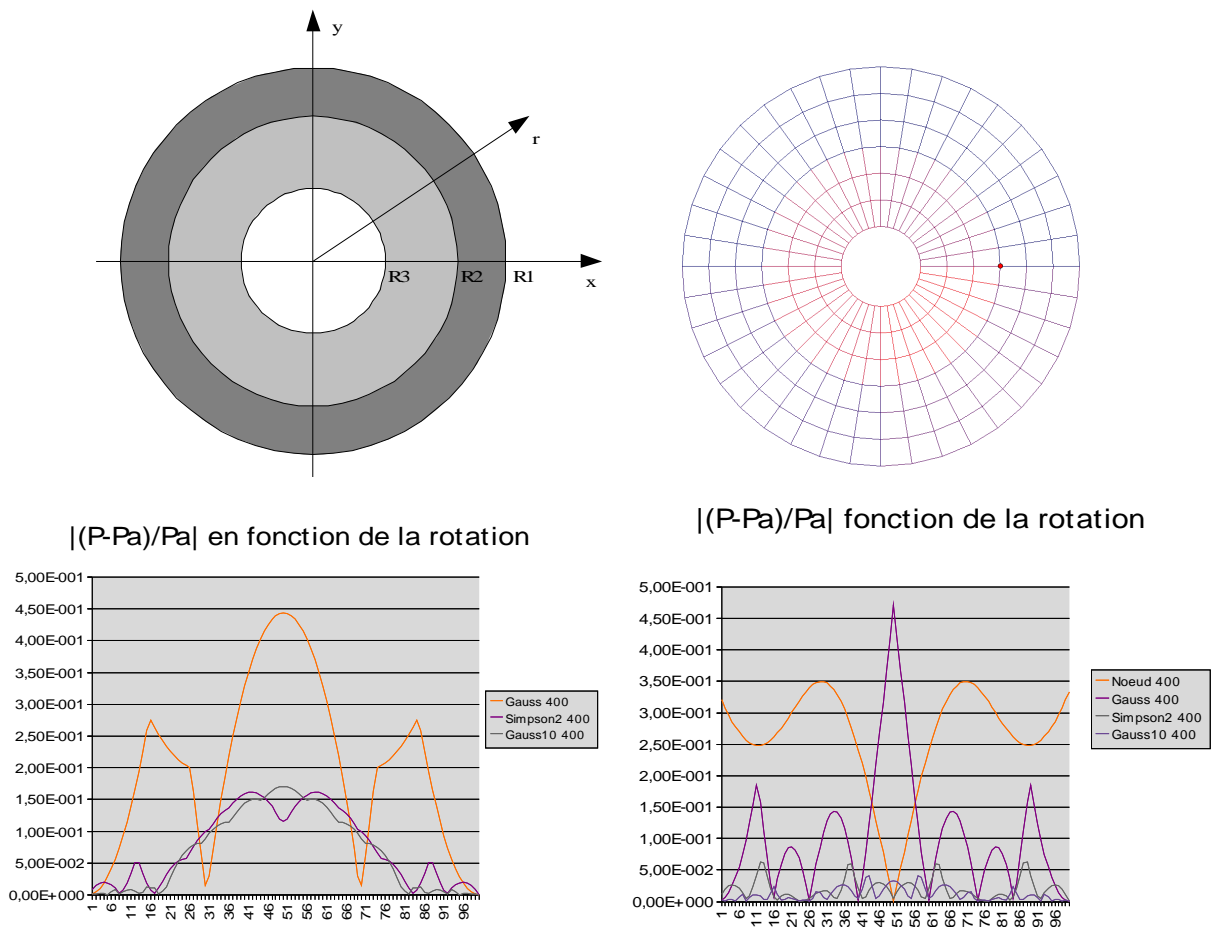 y
r
R3
R2
R1
x
|(P-Pa)/Pa| en fonction de la rotation
5,00E-001
4,50E-001
4,00E-001
3,50E-001
3,00E-001
2,50E-001
2,00E-001
1,50E-001
1,00E-001
5,00E-002
0,00E+000
1 6 11 16 21 26 31 36 41 46 51 56 61 66 71 76 81 86 91 96
Gauss 400
Simpson2 400
Gauss10 400
|(P-Pa)/Pa| fonction de la rotation
5,00E-001
4,50E-001
4,00E-001
3,50E-001
3,00E-001
2,50E-001
2,00E-001
1,50E-001
1,00E-001
5,00E-002
0,00E+000
1 6 11 16 21 26 31 36 41 46 51 56 61 66 71 76 81 86 91 96
Noeud 400
Gauss 400
Simpson2 400
Gauss10 400